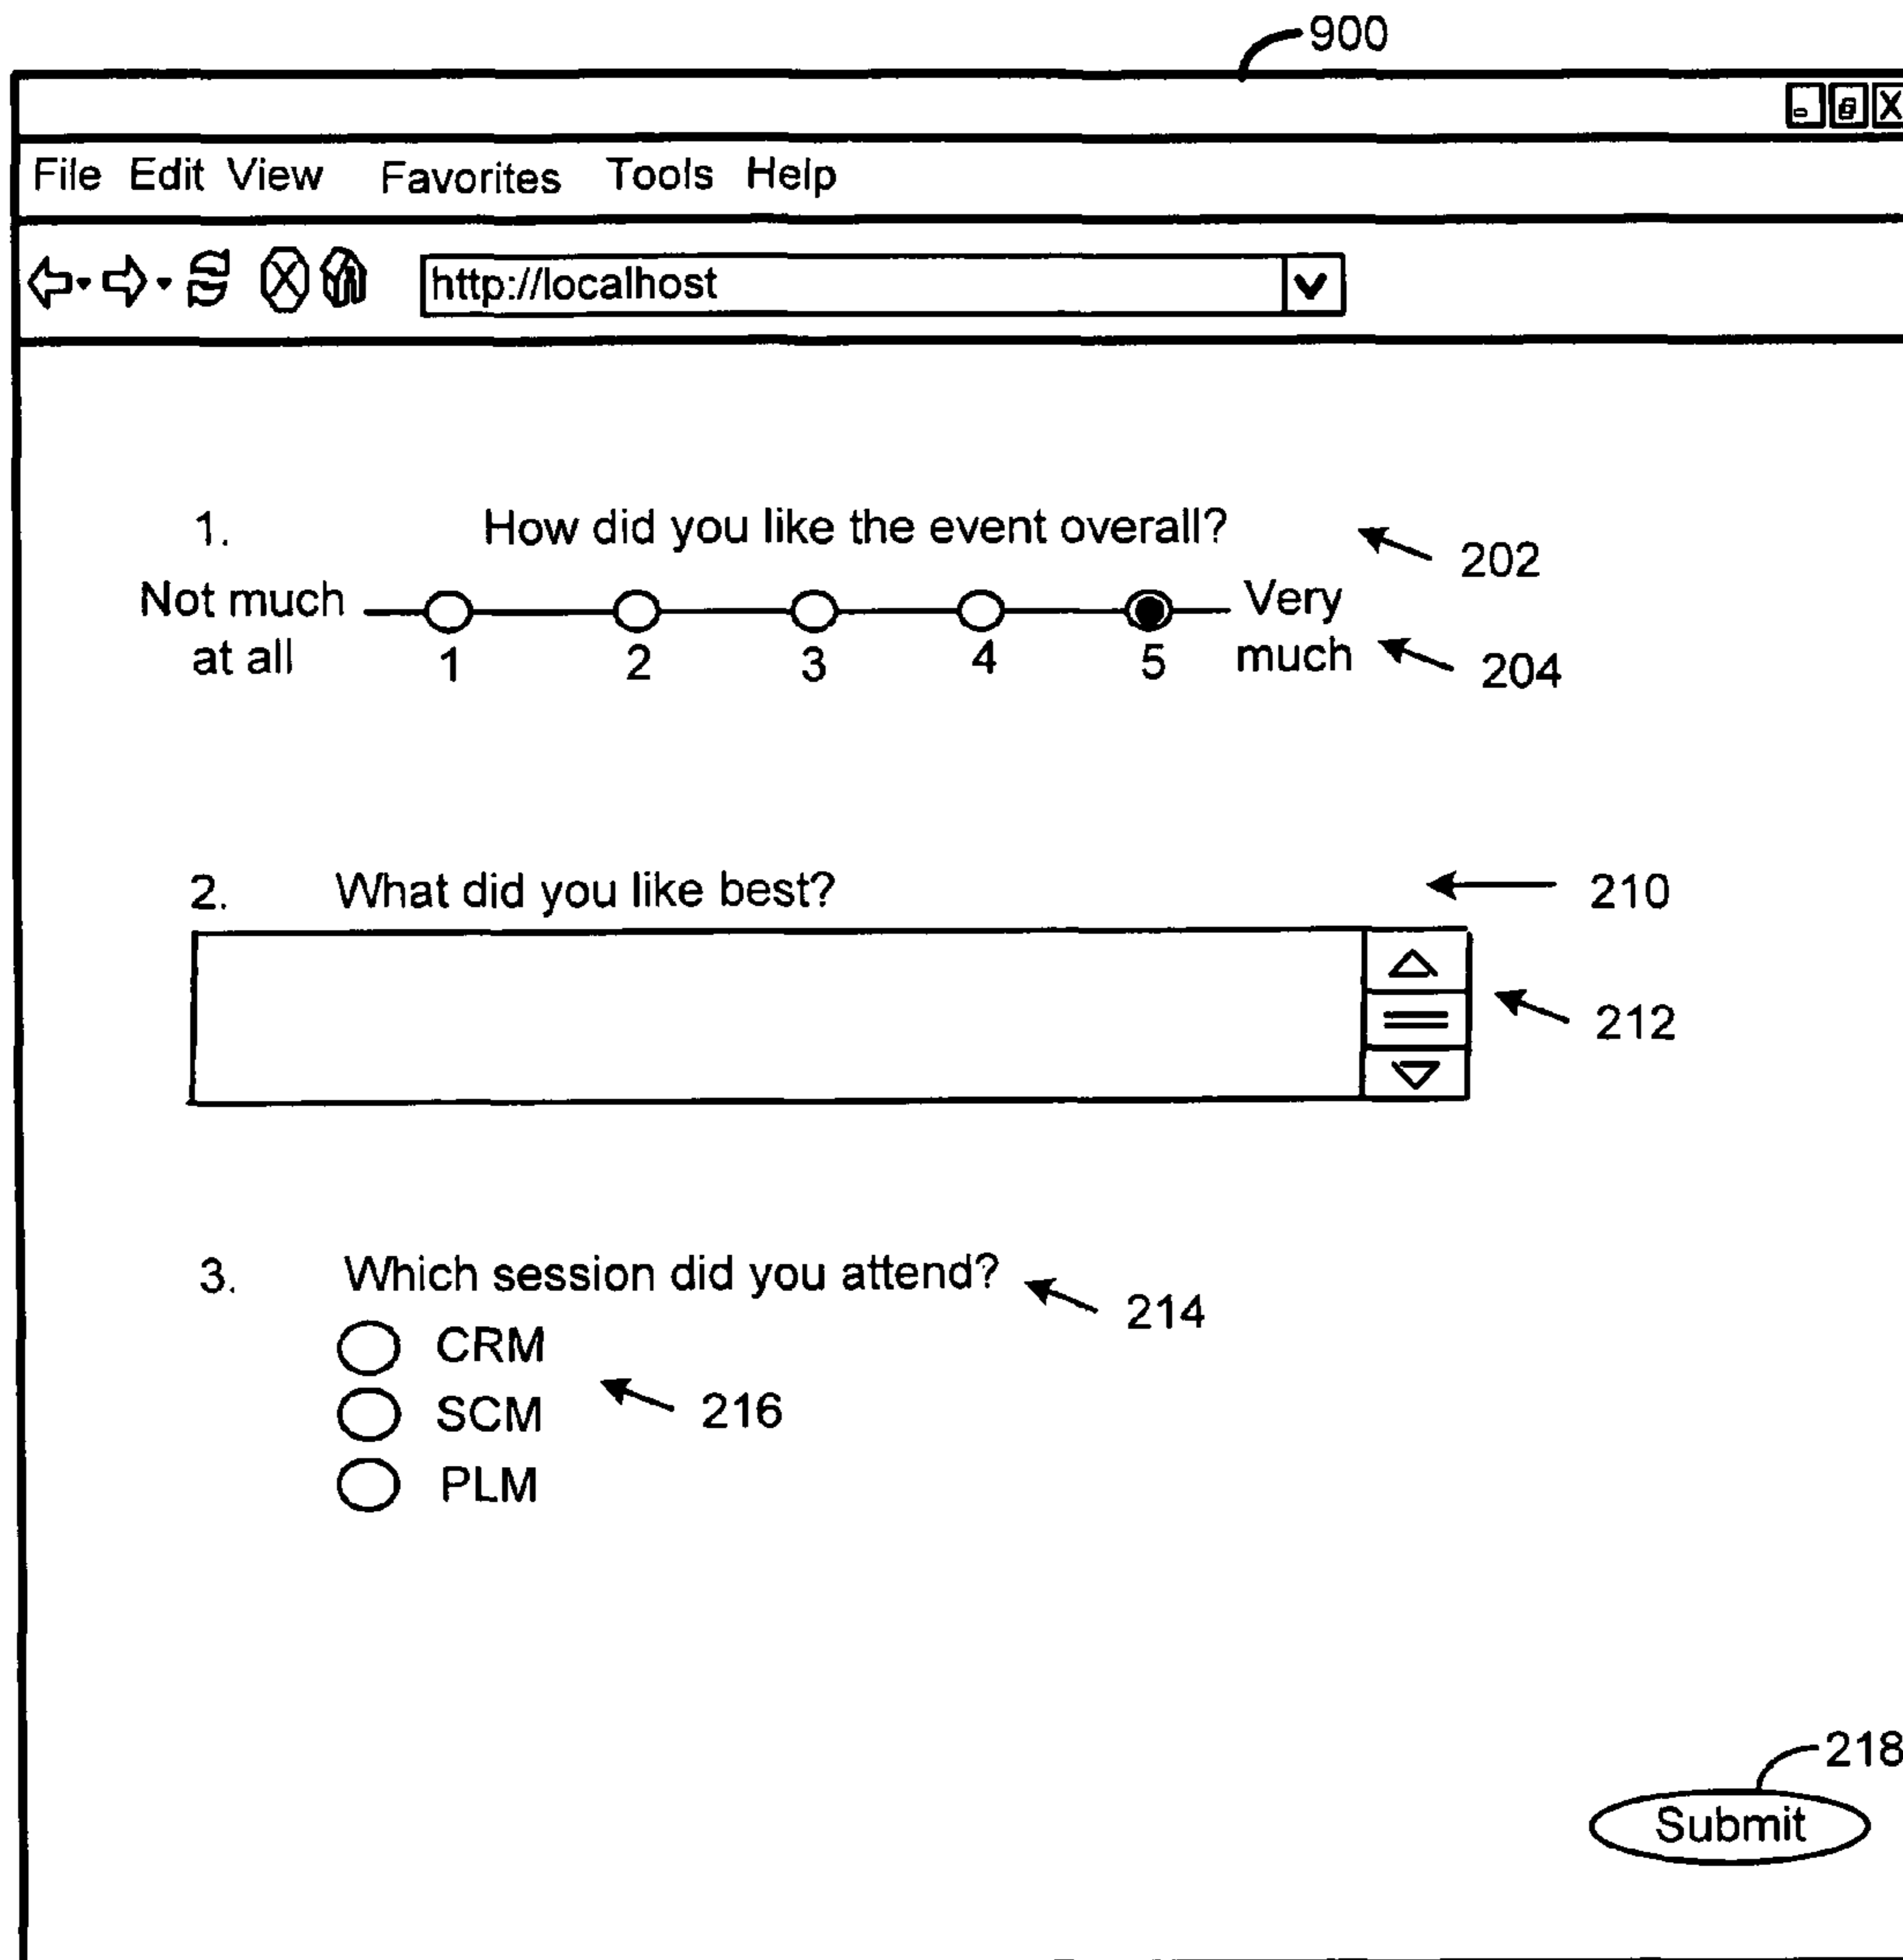 900
X
File Edit View Favorites Tools Help
http://localhost
1. How did you like the event overall?
202
Not much at all
1 2 3 4 5
Very much
204
2. What did you like best?
210
212
3. Which session did you attend?
214
CRM
SCM
216
PLM
218
Submit